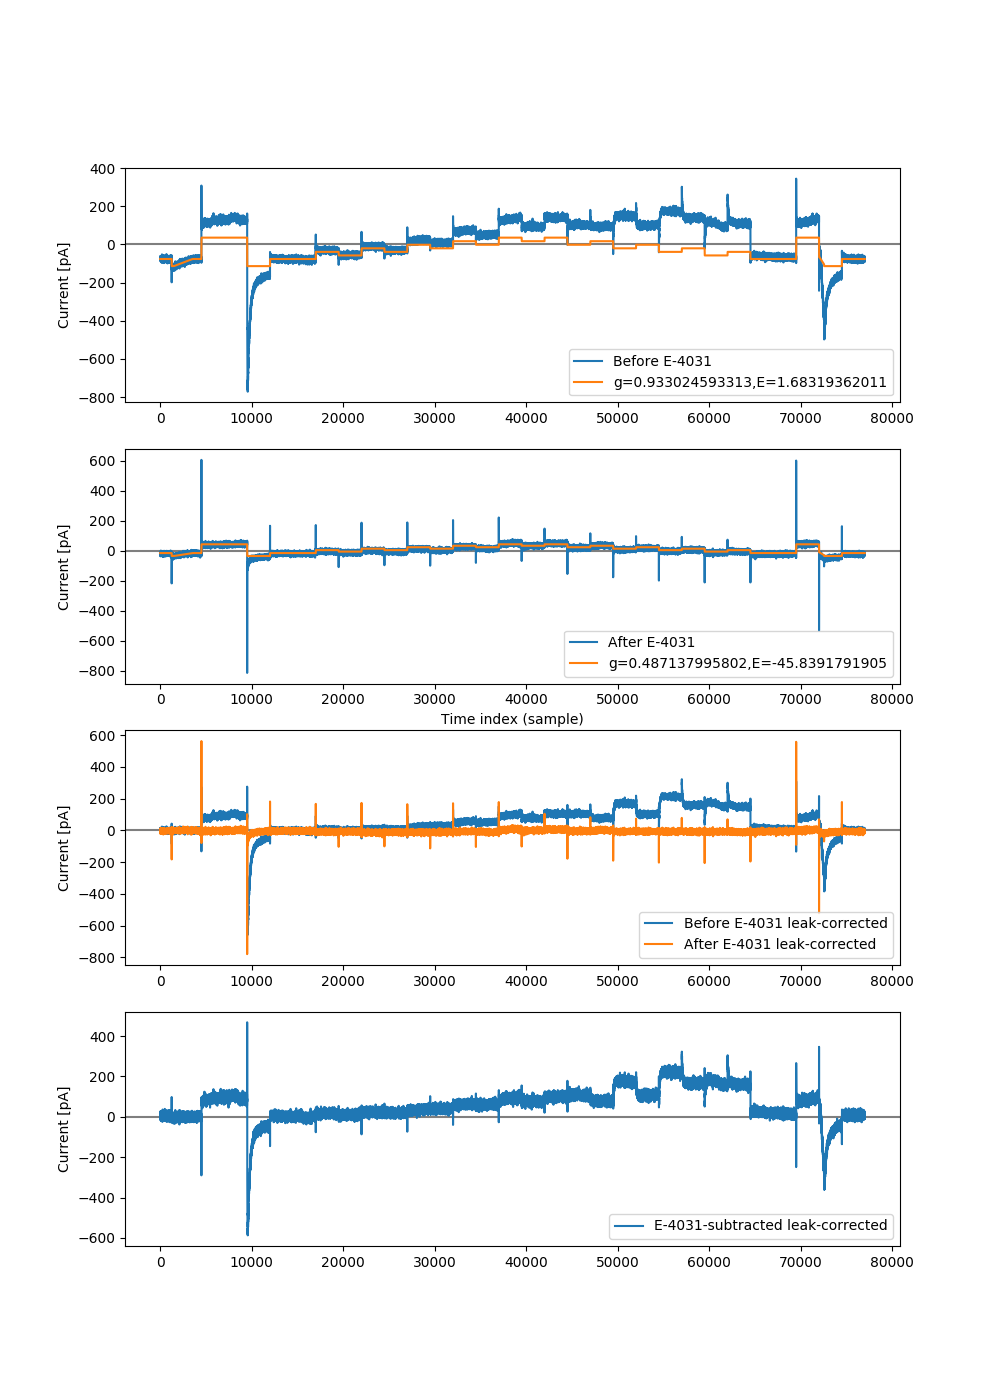 400
200
0
−200
−400
−600
−800
Current [pA]
Before E-4031
g=0.933024593313,E=1.68319362011
0 10000 20000 30000 40000 50000 60000 70000 80000
600
400
200
0
−200
−400
−600
−800
Current [pA]
After E-4031
g=0.487137995802,E=-45.8391791905
0 10000 20000 30000 40000 50000 60000 70000 80000
Time index (sample)
600
400
200
0
−200
−400
−600
−800
Current [pA]
Before E-4031 leak-corrected
After E-4031 leak-corrected
0 10000 20000 30000 40000 50000 60000 70000 80000
400
200
0
−200
−400
−600
Current [pA]
E-4031-subtracted leak-corrected
0 10000 20000 30000 40000 50000 60000 70000 80000